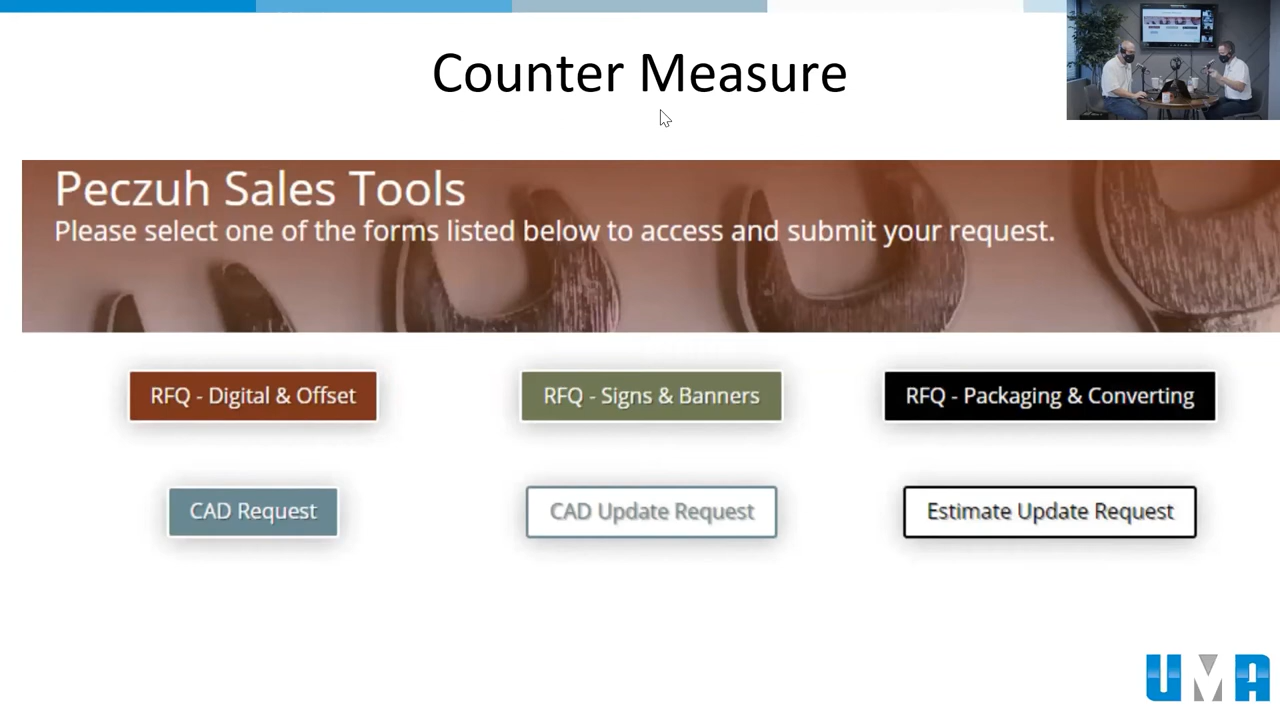 Counter Measure
Peczuh Sales Tools
Please select one of the forms listed below to access and submit your request.
RFQ - Digital & Offset
RFQ - Signs & Banners
RFQ - Packaging & Converting
CAD Request
CAD Update Request
Estimate Update Request
UMA